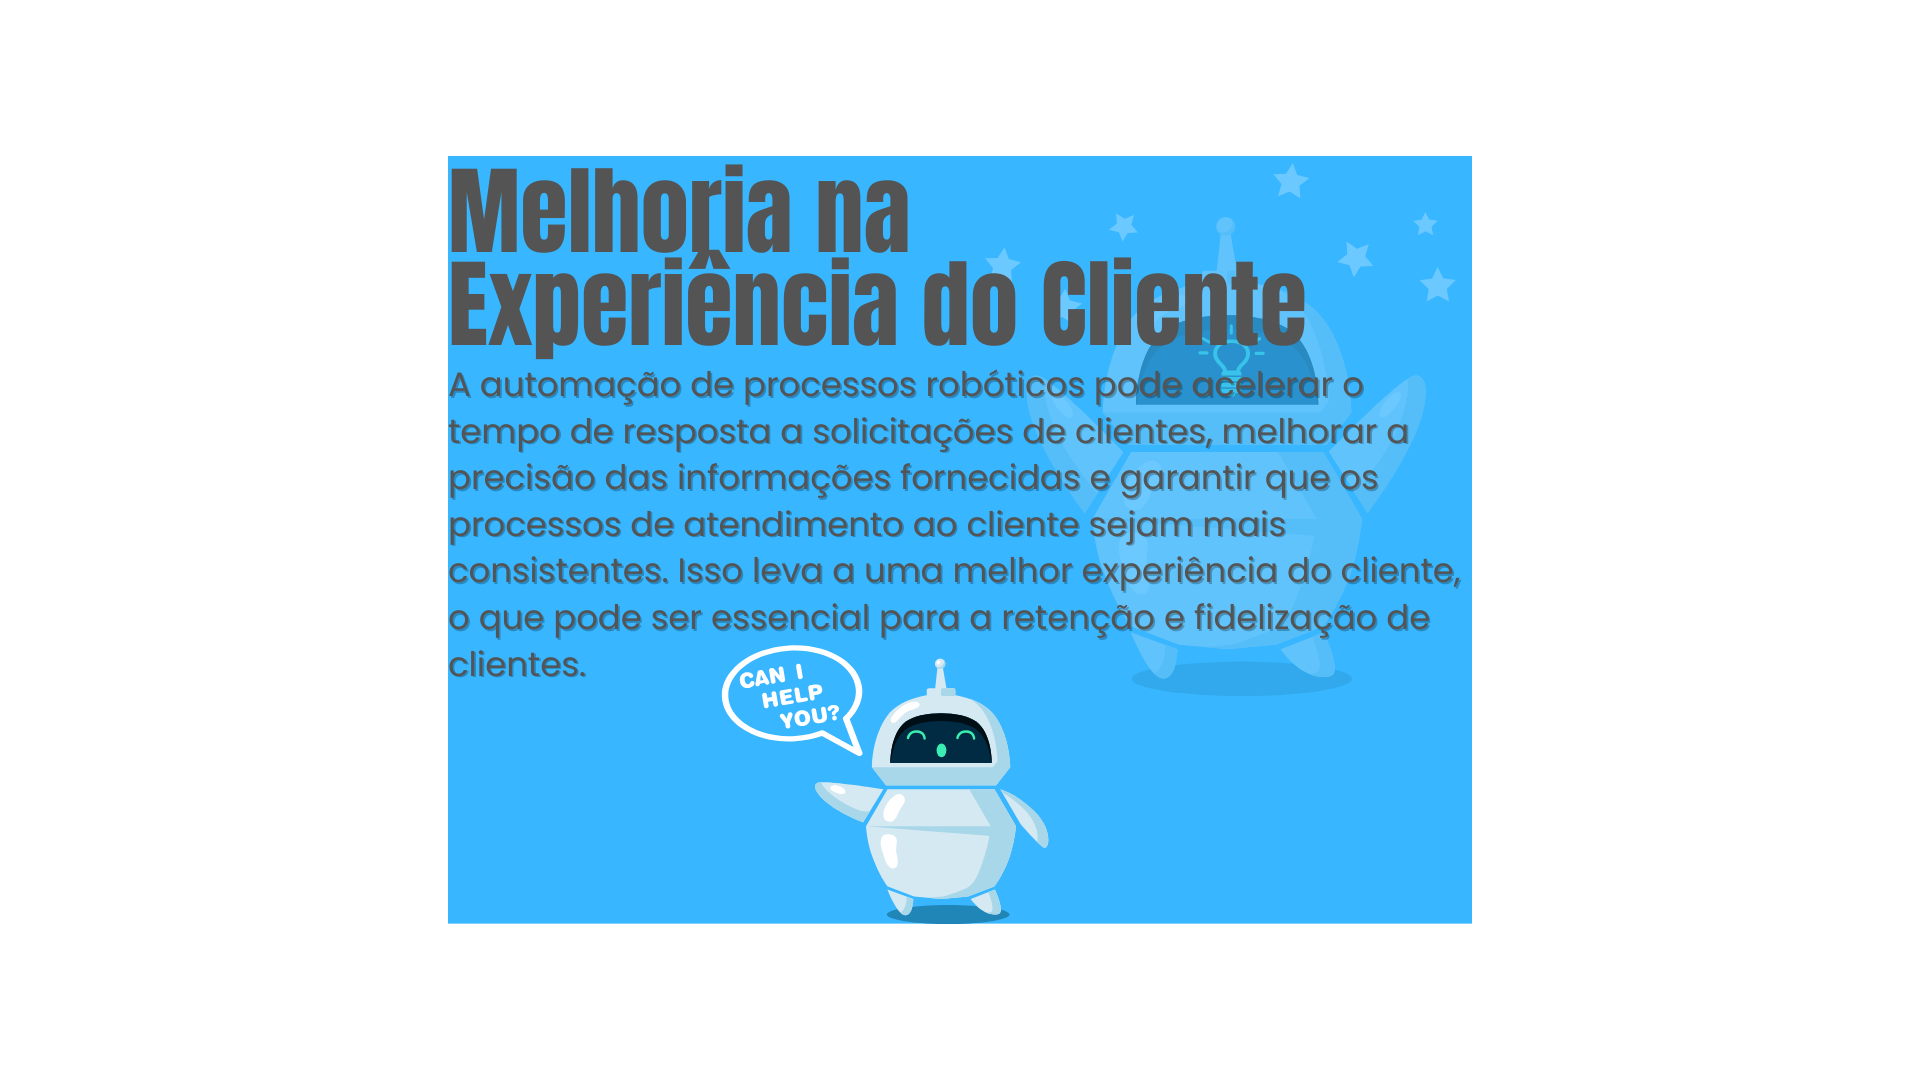 Melhoria na
Experiência do Cliente
A automação de processos robóticos pode acelerar o
tempo de resposta a solicitações de clientes, melhorar a
precisão das informações fornecidas e garantir que os
processos de atendimento ao cliente sejam mais
consistentes. Isso leva a uma melhor experiência do cliente,
o que pode ser essencial para a retenção e fidelização de
clientes.
CAN I
HELP
YOU?